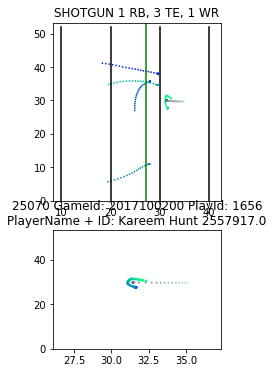 SHOTGUN 1 RB, 3 TE, 1 WR
50
40
30
20
10
0
10 20 30 40
25070 GameId: 2017100200 PlayId: 1656
PlayerName + ID: Kareem Hunt 2557917.0
40
20
0
27.5 30.0 32.5 35.0